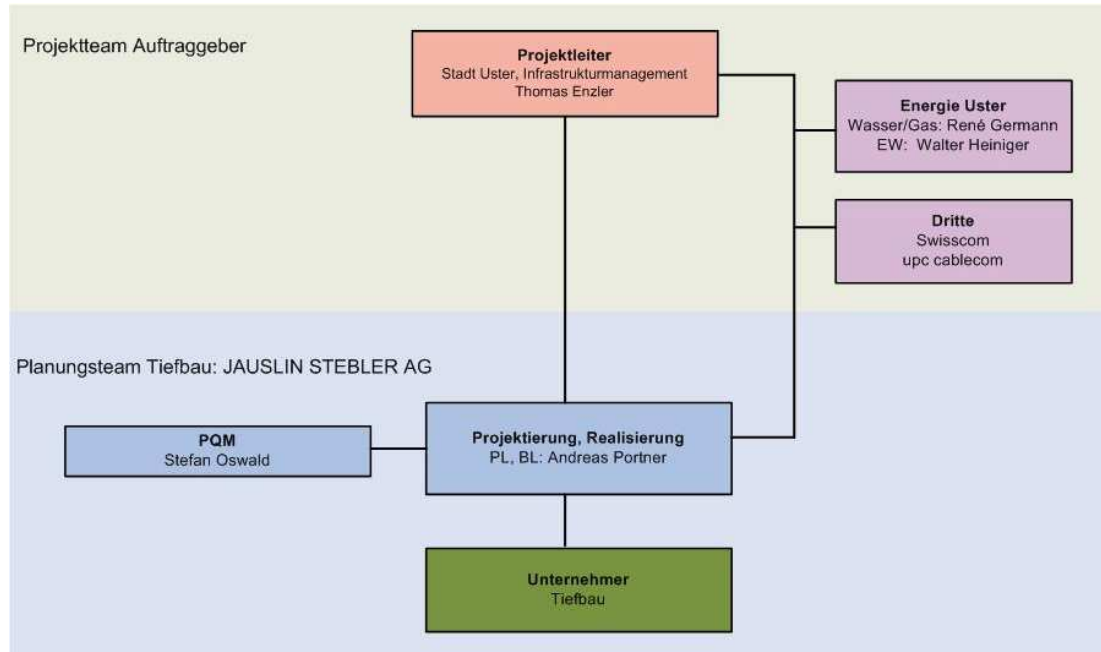 Projektteam Auftraggeber
Projektleiter
Stadt Uster, Infrastrukturmanagement
Thomas Enzler
Energie Uster
Wasser/Gas: René Germann
EW: Walter Heiniger
Dritte
Swisscom
upc cablecom
Planungsteam Tiefbau: JAUSLIN STEBLER AG
PQM
Stefan Oswald
Projektierung, Realisierung
PL, BL: Andreas Portner
Unternehmer
Tiefbau